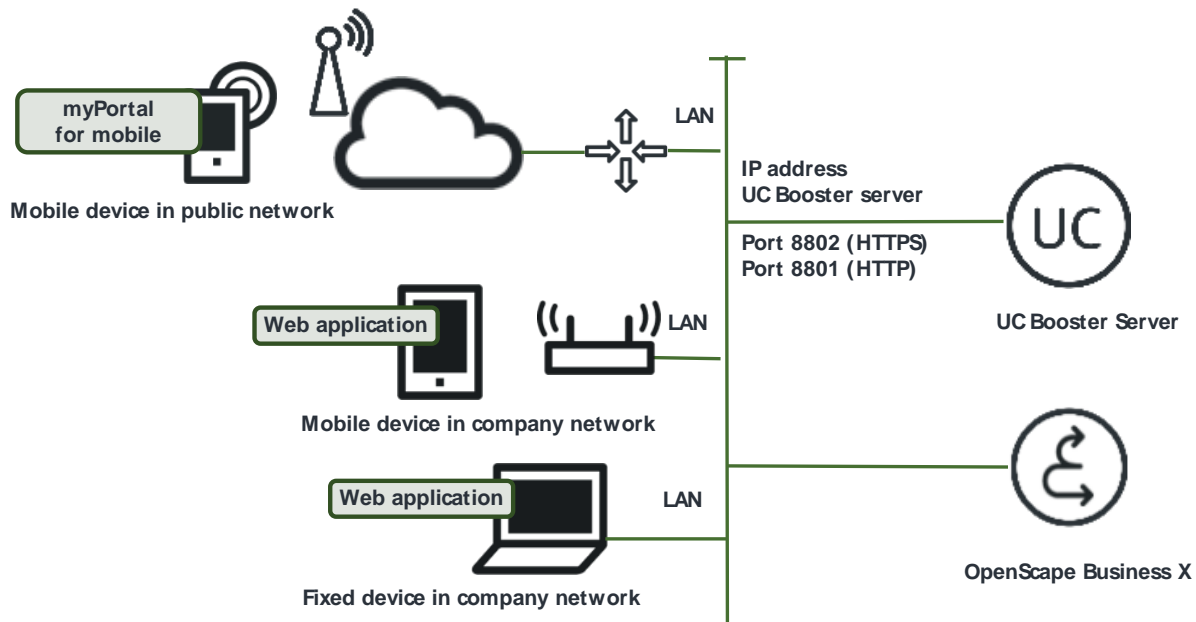 myPortal
for mobile
Mobile device in public network
LAN
IP address
UC Booster server
Port 8802 (HTTPS)
Port 8801 (HTTP)
UC
UC Booster Server
Web application
LAN
Mobile device in company network
Web application
LAN
Fixed device in company network
OpenScape Business X